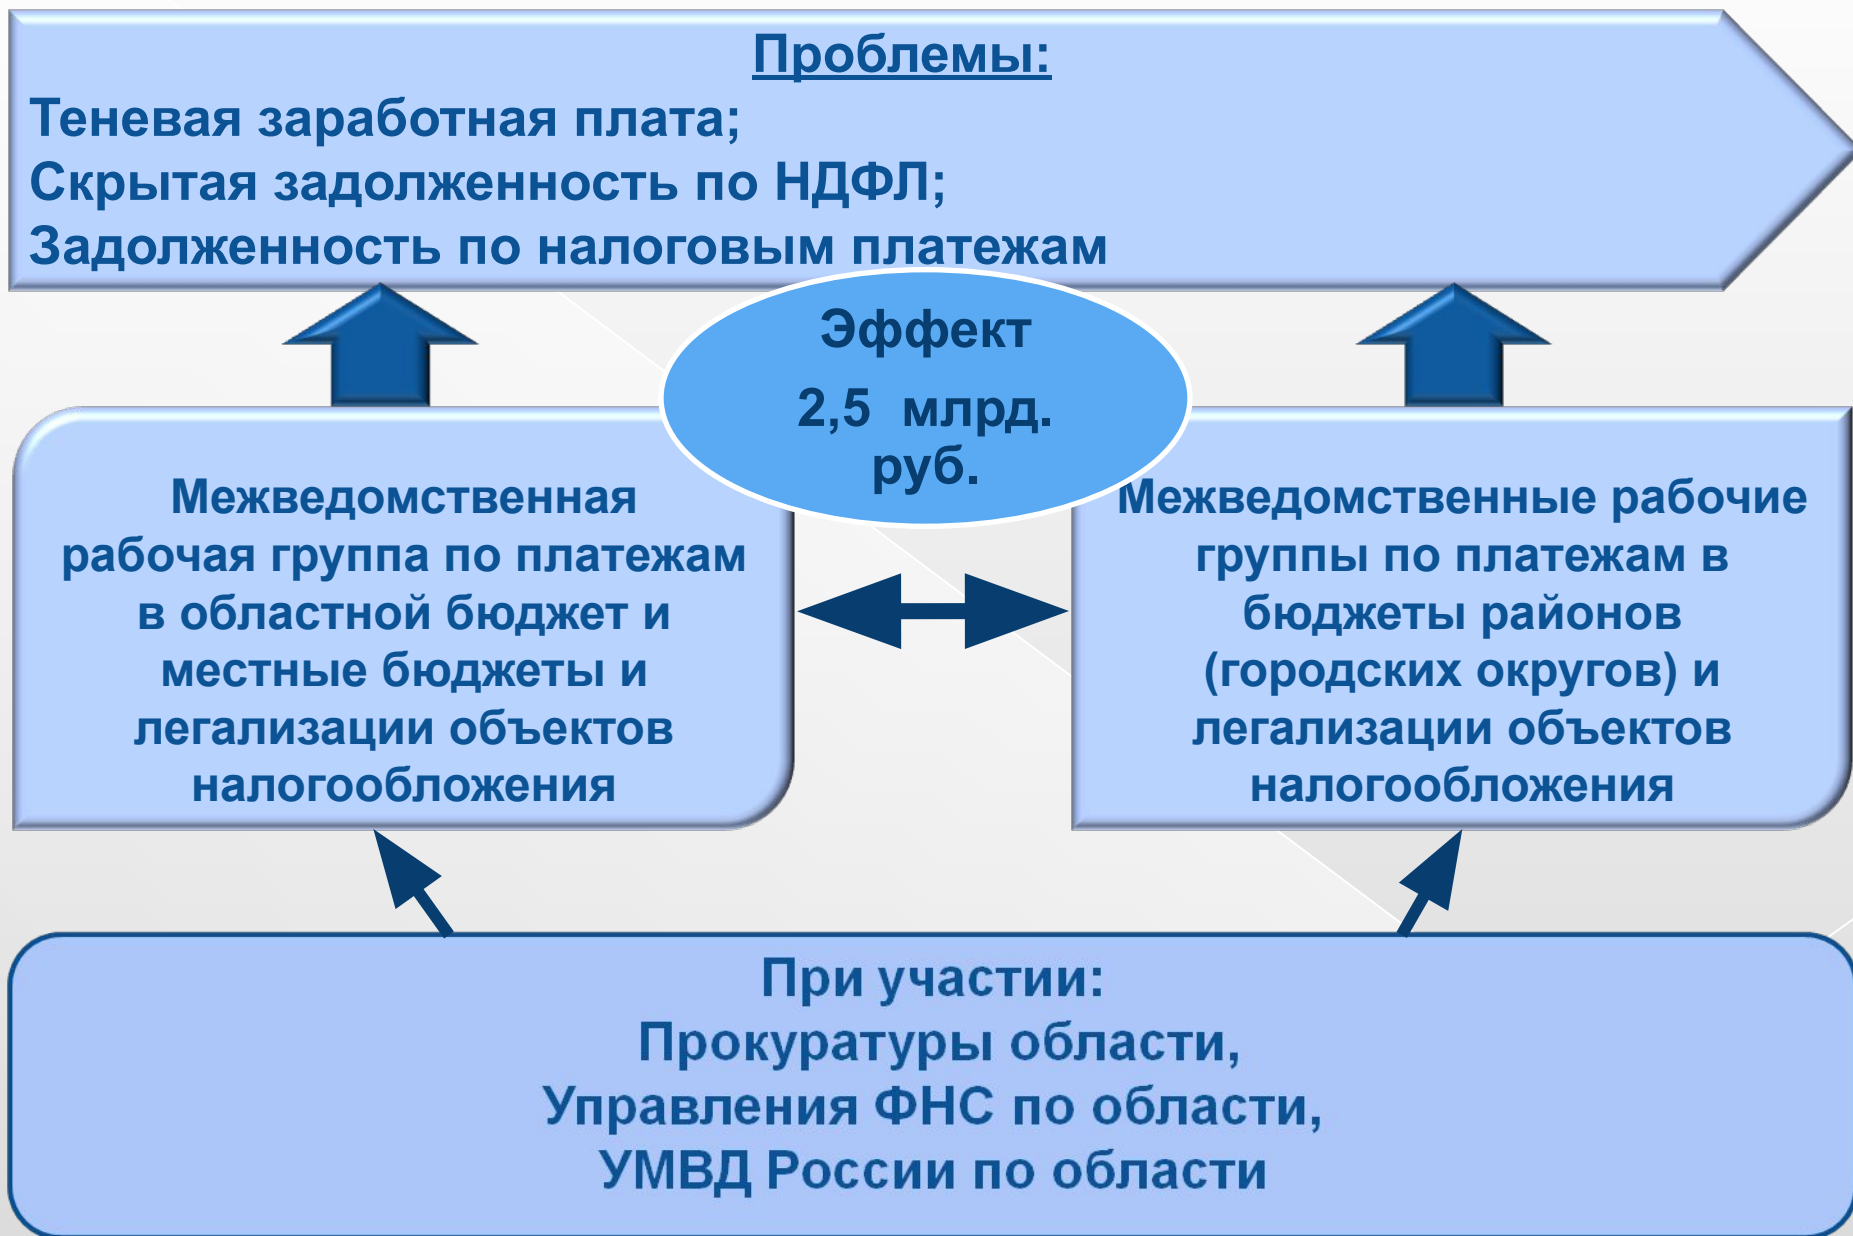 Проблемы:
Теневая заработная плата;
Скрытая задолженность по НДФЛ;
Задолженность по налоговым платежам
Эффект
2,5 млрд.
руб.
Межведомственная
рабочая группа по платежам
в областной бюджет и
местные бюджеты и
легализации объектов
налогообложения
Межведомственные рабочие
группы по платежам в
бюджеты районов
(городских округов) и
легализации объектов
налогообложения
При участии:
Прокуратуры области,
Управления ФНС по области,
УМВД России по области